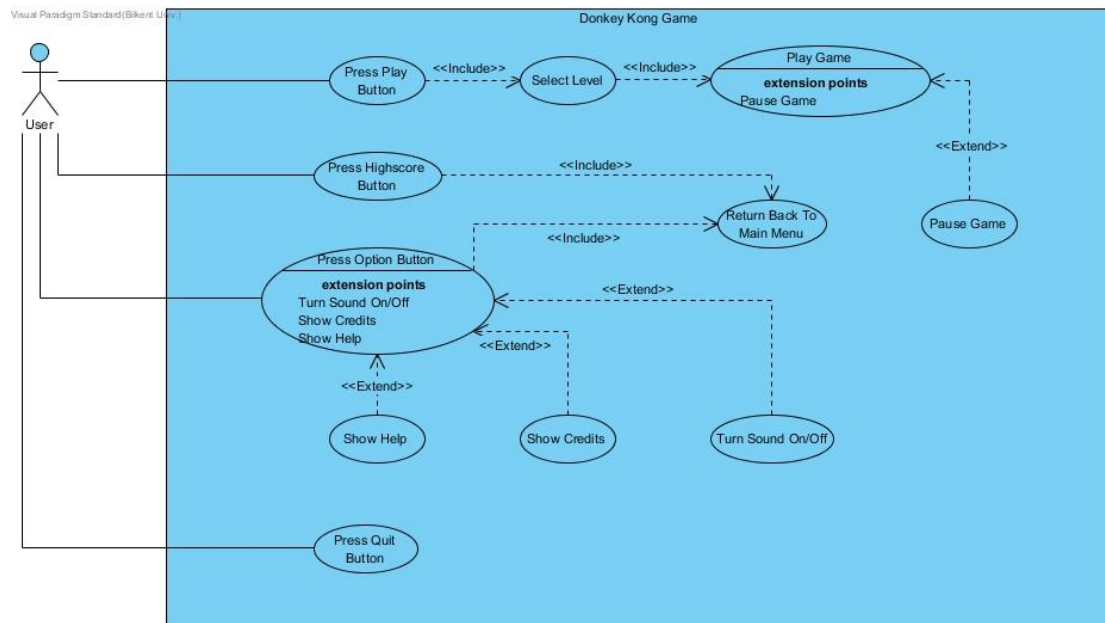 Visual Paradigm Standard(Bilkent Univ.)
Donkey Kong Game
User
Press Play
Button
<<Include>>
Select Level
<<Include>>
Play Game
extension points
Pause Game
<<Extend>>
Pause Game
Press Highscore
Button
<<Include>>
Return Back To
Main Menu
<<Include>>
Press Option Button
extension points
Turn Sound On/Off
Show Credits
Show Help
<<Extend>>
<<Extend>>
<<Extend>>
Show Help
Show Credits
Turn Sound On/Off
Press Quit
Button